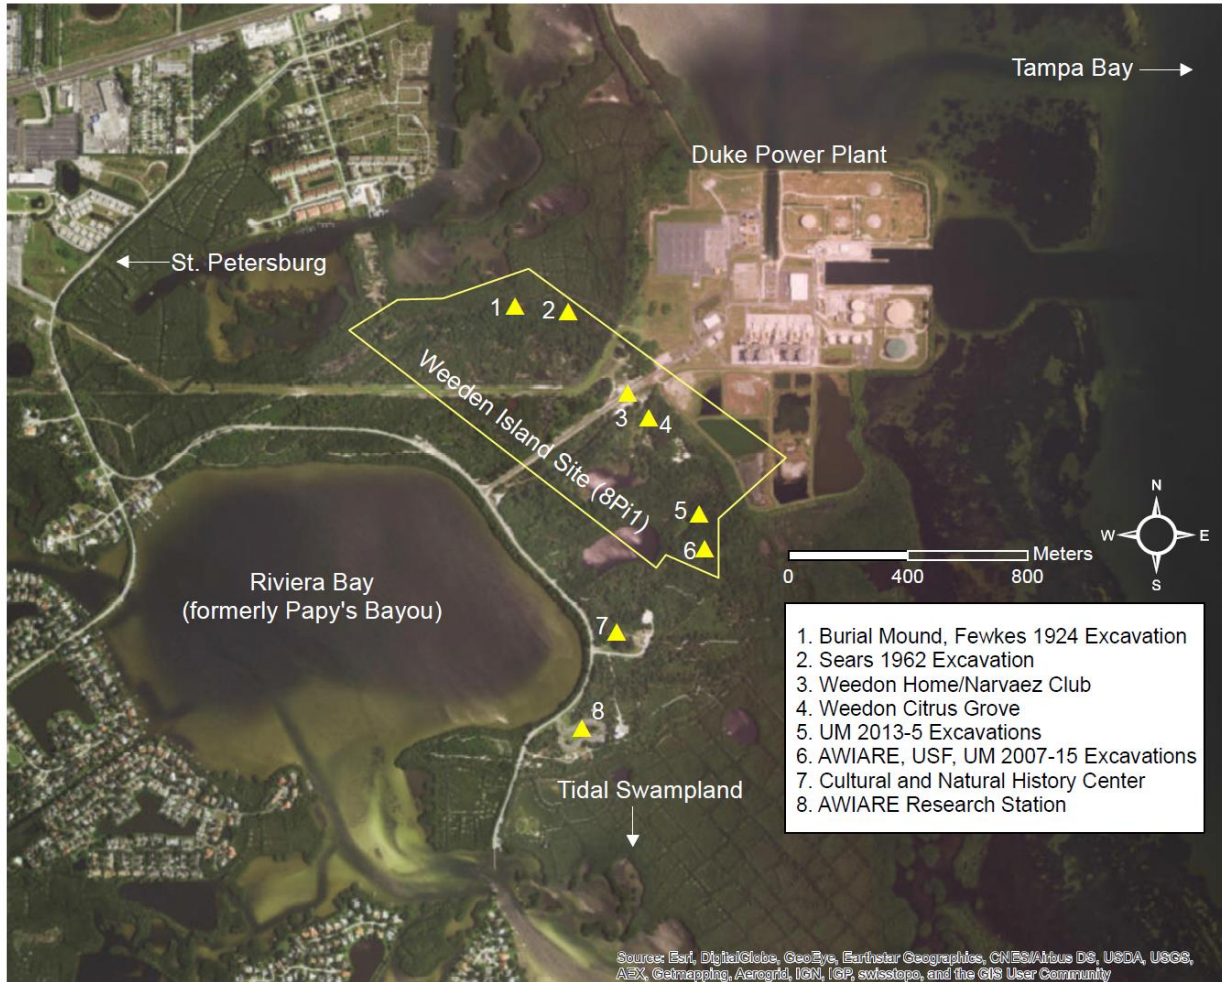 Tampa Bay
Duke Power Plant
St. Petersburg
1
2
Weeden Island Site (8Pi1)
3
4
5
6
N
W
E
S
Meters
0 400 800
Riviera Bay
(formerly Papy's Bayou)
7
8
Tidal Swampland
1. Burial Mound, Fewkes 1924 Excavation
2. Sears 1962 Excavation
3. Weedon Home/Narvaez Club
4. Weedon Citrus Grove
5. UM 2013-5 Excavations
6. AWIARE, USF, UM 2007-15 Excavations
7. Cultural and Natural History Center
8. AWIARE Research Station
Source: Esri, DigitalGlobe, GeoEye, Earthstar Geographics, CNES/Airbus DS, USDA, USGS,
AEX, Getmapping, Aerogrid, IGN, IGP, swisstopo, and the GIS User Community